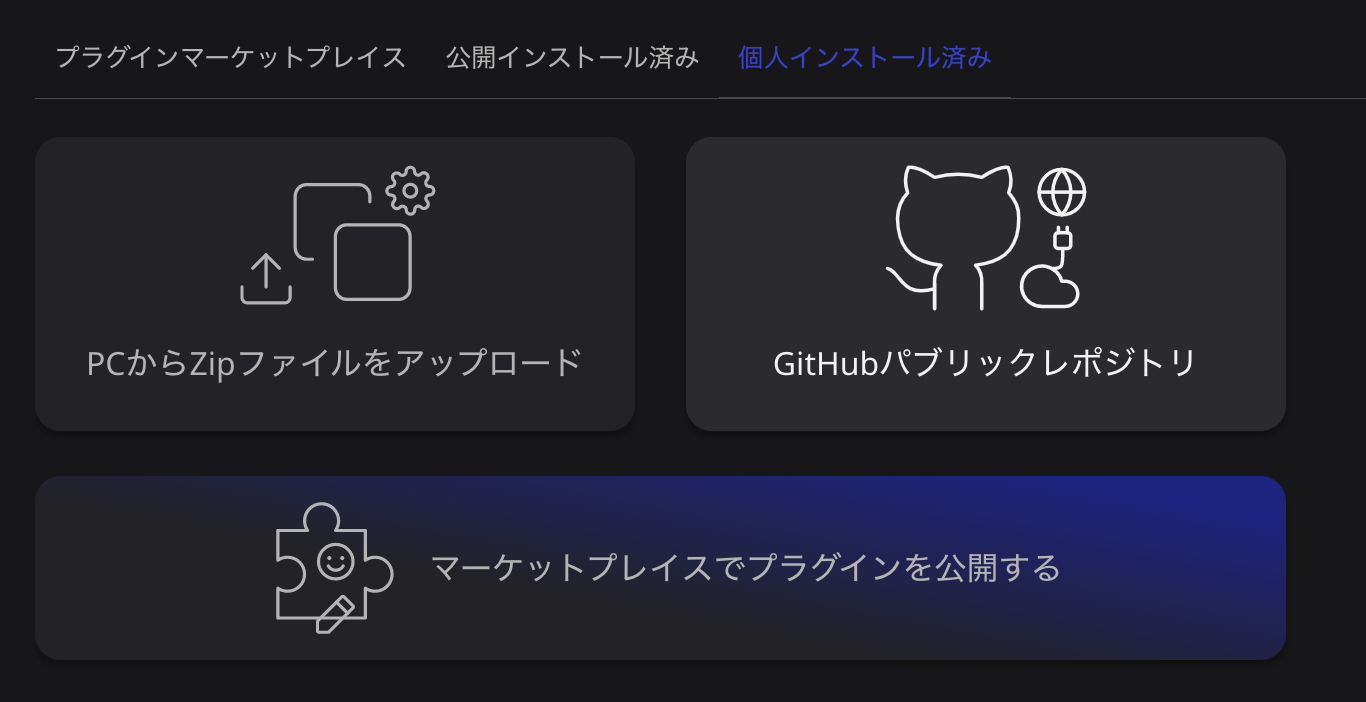 プラグインマーケットプレイス 公開インストール済み 個人インストール済み
PCからZipファイルをアップロード
GitHubパブリックレポジトリ
マーケットプレイスでプラグインを公開する